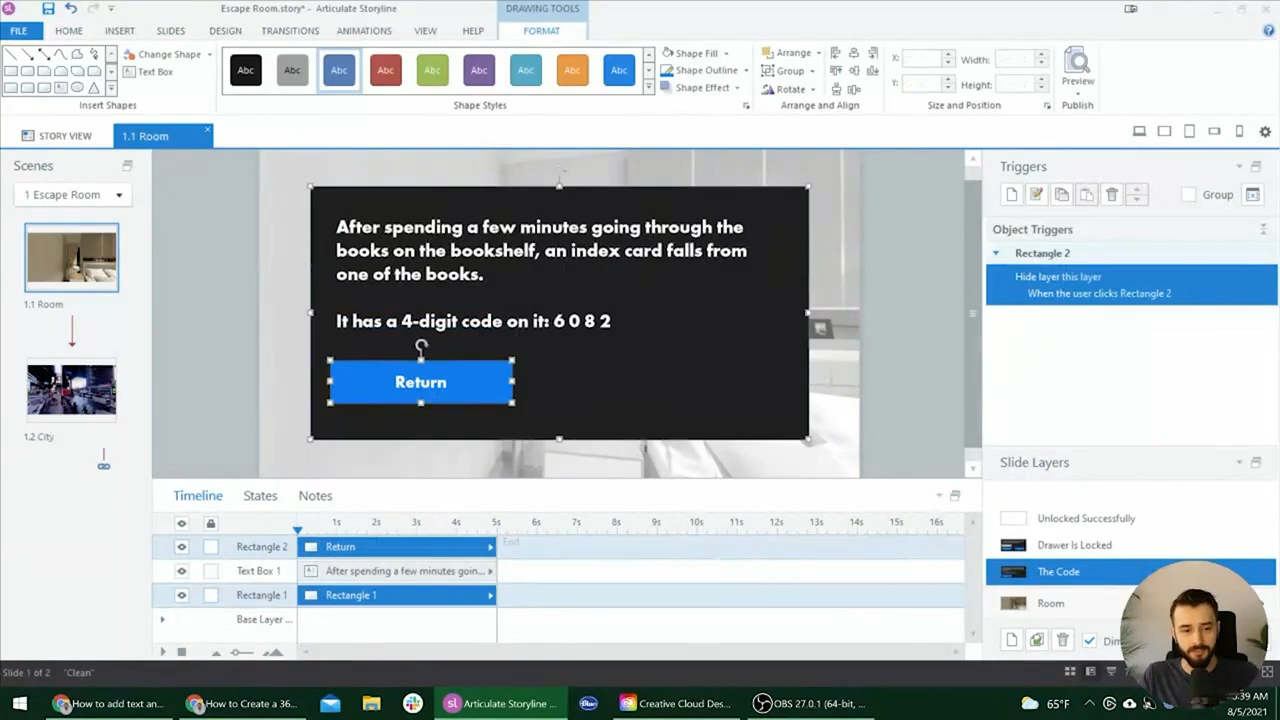 Escape Room.story* - Articulate Storyline
DRAWING TOOLS
FILE
HOME
INSERT
SLIDES
DESIGN
TRANSITIONS
ANIMATIONS
VIEW
HELP
FORMAT
Change Shape
Text Box
Insert Shapes
Abc
Abc
Abc
Abc
Abc
Abc
Abc
Abc
Abc
Shape Styles
Shape Fill
Shape Outline
Shape Effect
Arrange
Group
Rotate
Arrange and Align
X:
Y:
Width:
Height:
Size and Position
Preview
Publish
STORY VIEW
1.1 Room
Scenes
1 Escape Room
1.1 Room
1.2 City
After spending a few minutes going through the
books on the bookshelf, an index card falls from
one of the books.
It has a 4-digit code on it: 6 0 8 2
Return
Triggers
Group
Object Triggers
Rectangle 2
Hide layer this layer
When the user clicks Rectangle 2
Slide Layers
Unlocked Successfully
Drawer Is Locked
The Code
Room
Timeline
States
Notes
1s 2s 3s 4s 5s 6s 7s 8s 9s 10s 11s 12s 13s 14s 15s 16s
End
Rectangle 2
Return
Text Box 1
After spending a few minutes goin...
Rectangle 1
Rectangle 1
Base Layer ...
Slide 1 of 2
"Clean"
How to add text an...
How to Create a 36...
Articulate Storyline ...
Creative Cloud Des...
OBS 27.0.1 (64-bit, ...
65°F
8/5/2021